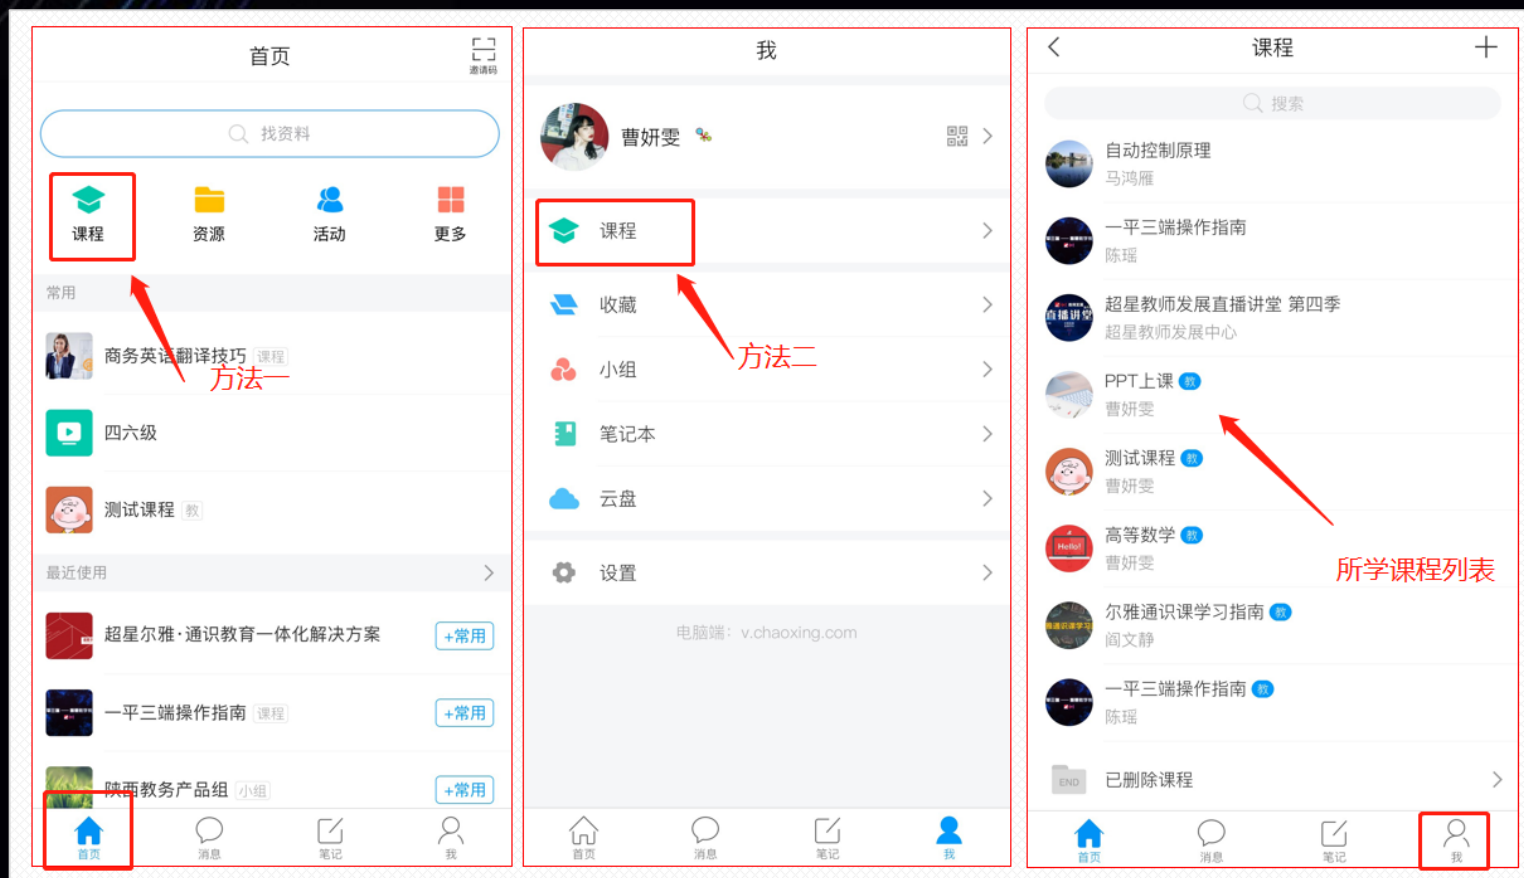 首页
邀请码
找资料
课程
资源
活动
更多
常用
商务英语翻译技巧 课程
方法一
四六级
测试课程 教
最近使用
超星尔雅·通识教育一体化解决方案 +常用
一平三端操作指南 课程 +常用
陕西教务产品组 小组 +常用
首页
消息
笔记
我
我
曹妍雯
课程
收藏
方法二
小组
笔记本
云盘
设置
电脑端：v.chaoxing.com
首页
消息
笔记
我
课程
搜索
自动控制原理
马鸿雁
一平三端操作指南
陈瑶
超星教师发展直播讲堂 第四季
直播讲堂
超星教师发展中心
PPT上课 教
曹妍雯
测试课程 教
曹妍雯
高等数学 教
Hello!
曹妍雯
所学课程列表
尔雅通识课学习指南 教
阎文静
一平三端操作指南 教
陈瑶
END
已删除课程
首页
消息
笔记
我